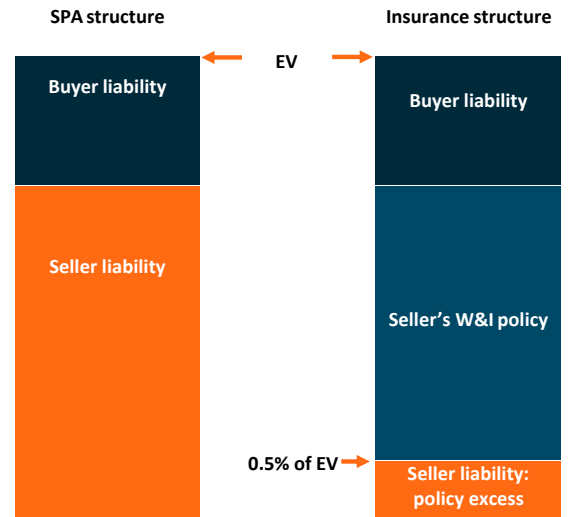 SPA structure
Insurance structure
EV
Buyer liability
Buyer liability
Seller liability
Seller’s W&I policy
0.5% of EV
Seller liability:
policy excess